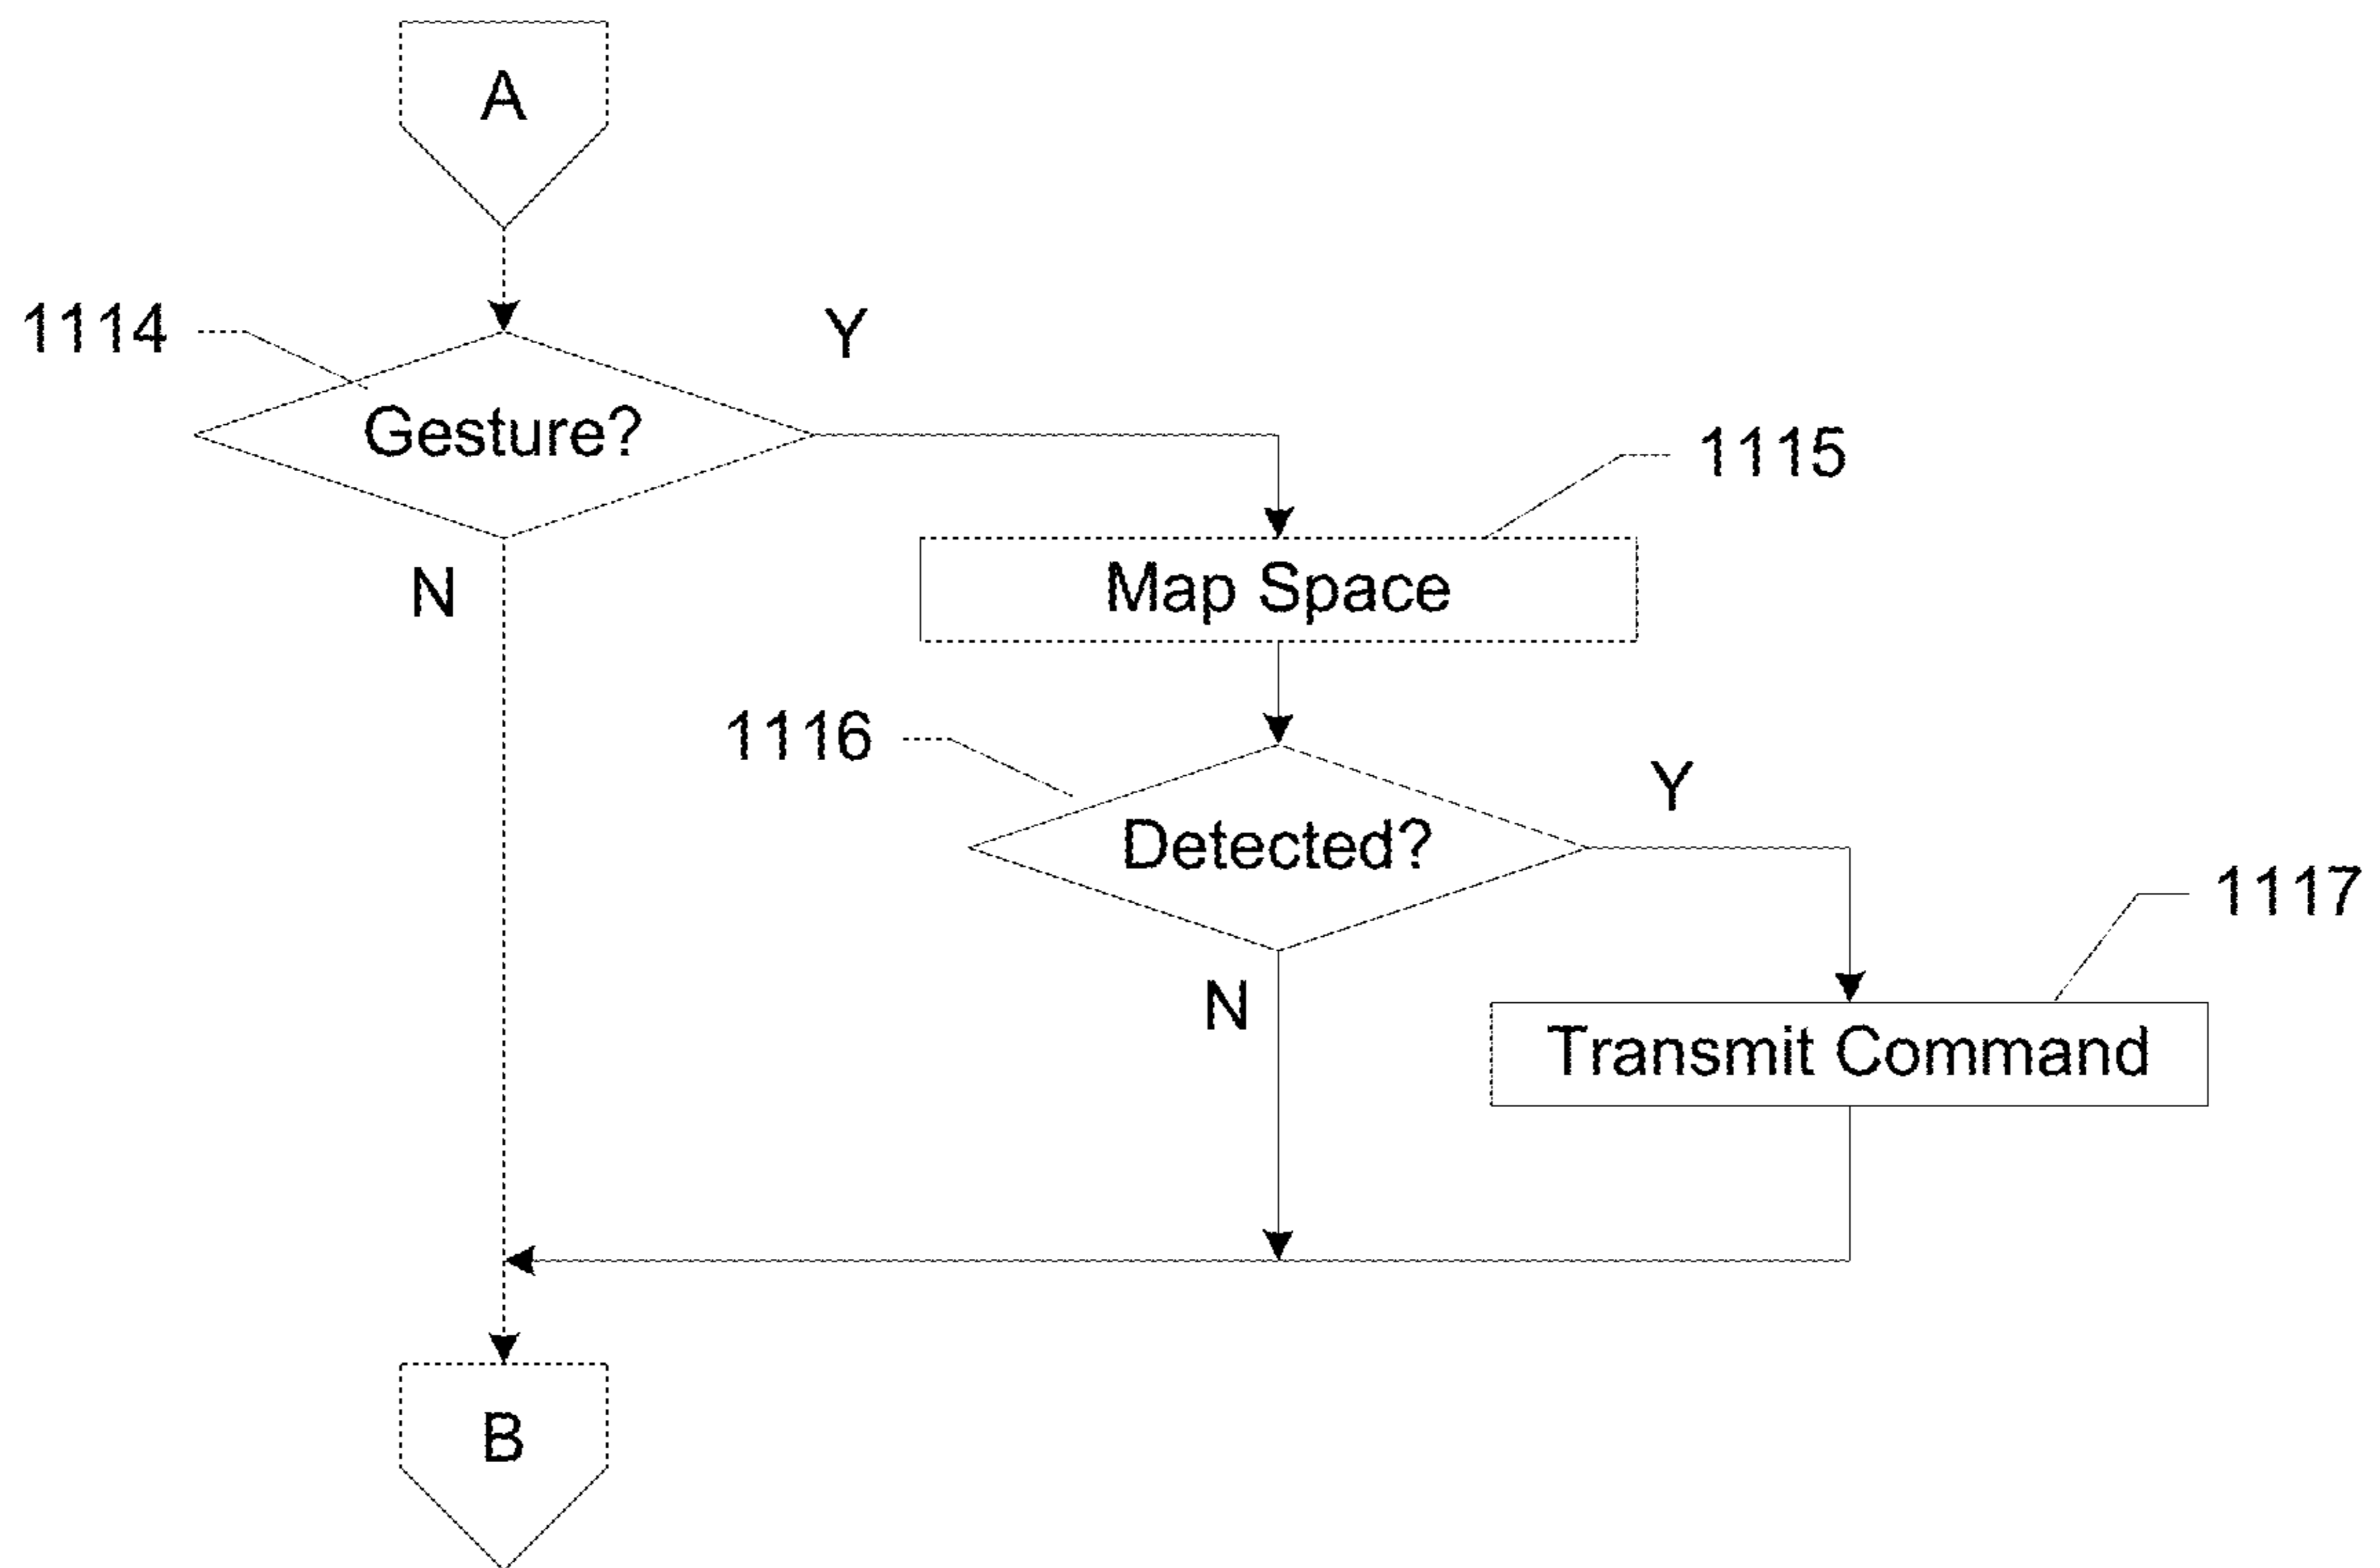 A
1114
Y
Gesture?
1115
N
Map Space
1116
Y
Detected?
1117
N
Transmit Command
B